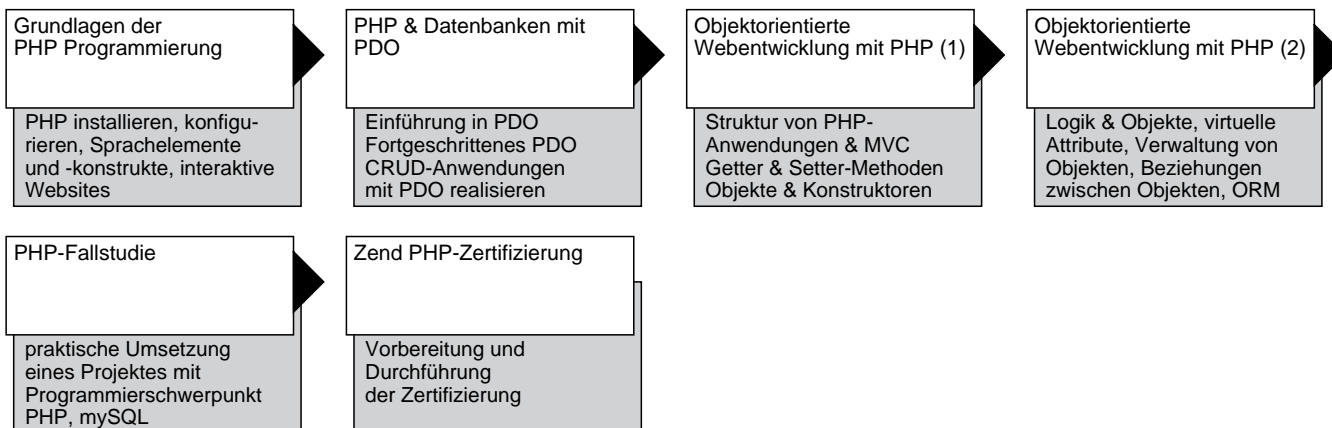 Grundlagen der
PHP Programmierung
PHP installieren, konfigu-
rieren, Sprachelemente
und -konstrukte, interaktive
Websites
PHP & Datenbanken mit
PDO
Einführung in PDO
Fortgeschrittenes PDO
CRUD-Anwendungen
mit PDO realisieren
Objektorientierte
Webentwicklung mit PHP (1)
Struktur von PHP-
Anwendungen & MVC
Getter & Setter-Methoden
Objekte & Konstruktoren
Objektorientierte
Webentwicklung mit PHP (2)
Logik & Objekte, virtuelle
Attribute, Verwaltung von
Objekten, Beziehungen
zwischen Objekten, ORM
PHP-Fallstudie
praktische Umsetzung
eines Projektes mit
Programmierschwerpunkt
PHP, mySQL
Zend PHP-Zertifizierung
Vorbereitung und
Durchführung
der Zertifizierung